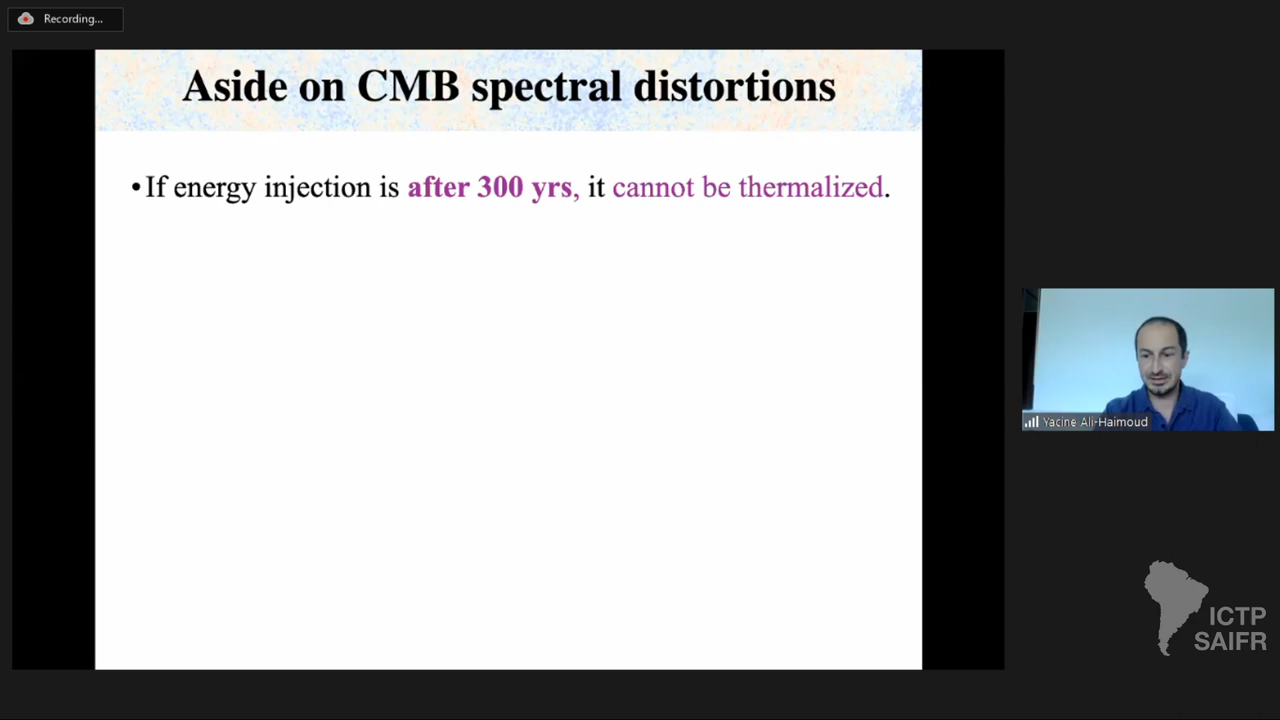 Recording...
Aside on CMB spectral distortions
• If energy injection is after 300 yrs, it cannot be thermalized.
Yacine Ali-Haimoud
ICTP
SAIFR